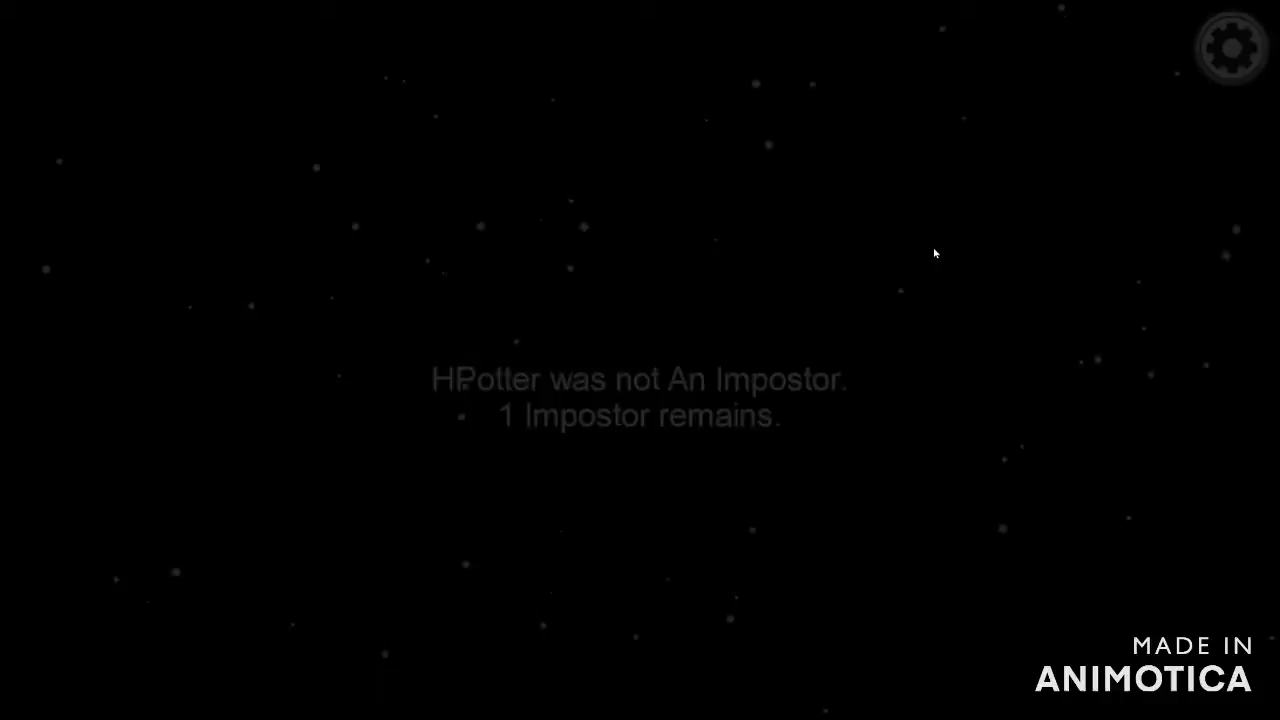 HPotter was not An Impostor.
1 Impostor remains.
MADE IN
ANIMOTICA